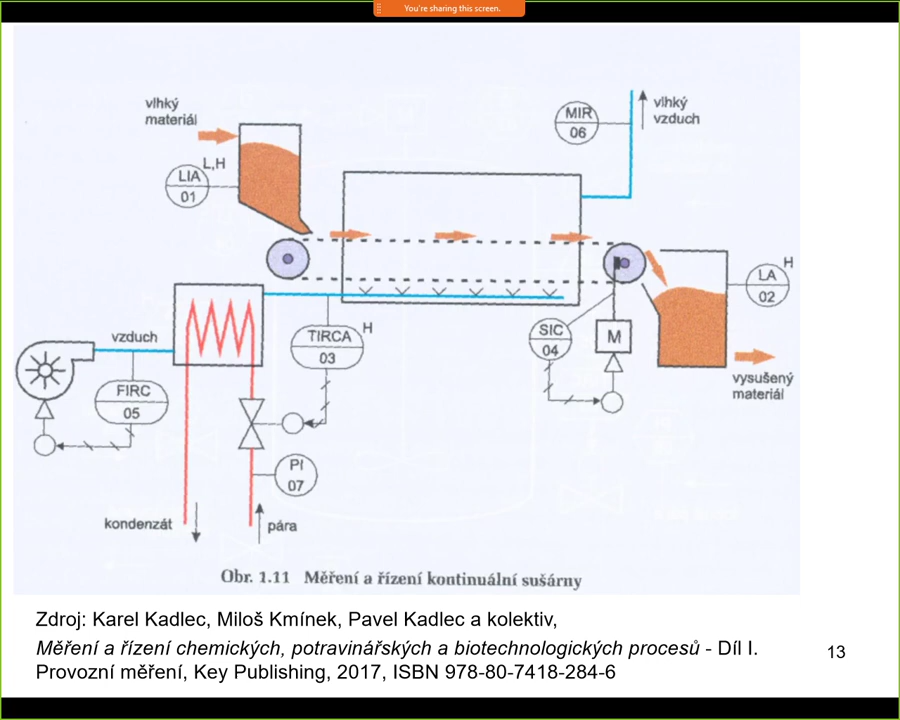 You're sharing this screen.
vlhký
materiál
L,H
LIA
01
MIR
06
vlhký
vzduch
H
LA
02
vysušený
materiál
TIRCA
H
03
SIC
04
M
vzduch
FIRC
05
PI
07
kondenzát
pára
Obr. 1.11 Měření a řízení kontinuální sušárny
Zdroj: Karel Kadlec, Miloš Kmínek, Pavel Kadlec a kolektiv,
Měření a řízení chemických, potravinářských a biotechnologických procesů - Díl I.
Provozní měření, Key Publishing, 2017, ISBN 978-80-7418-284-6
13